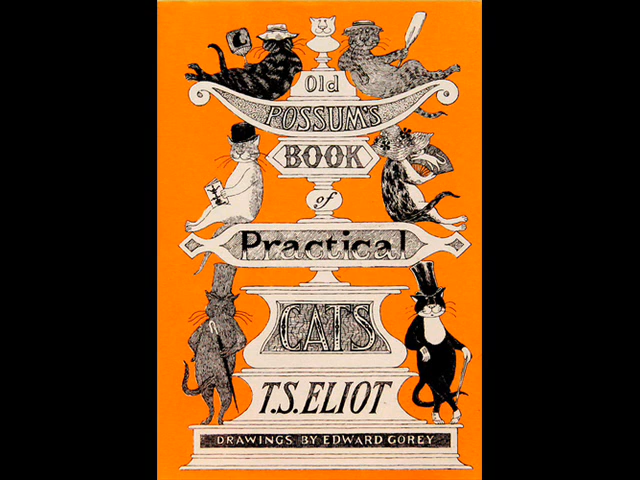 Old
POSSUM'S
BOOK
of
Practical
CATS
T.S. ELIOT
DRAWINGS BY EDWARD GOREY